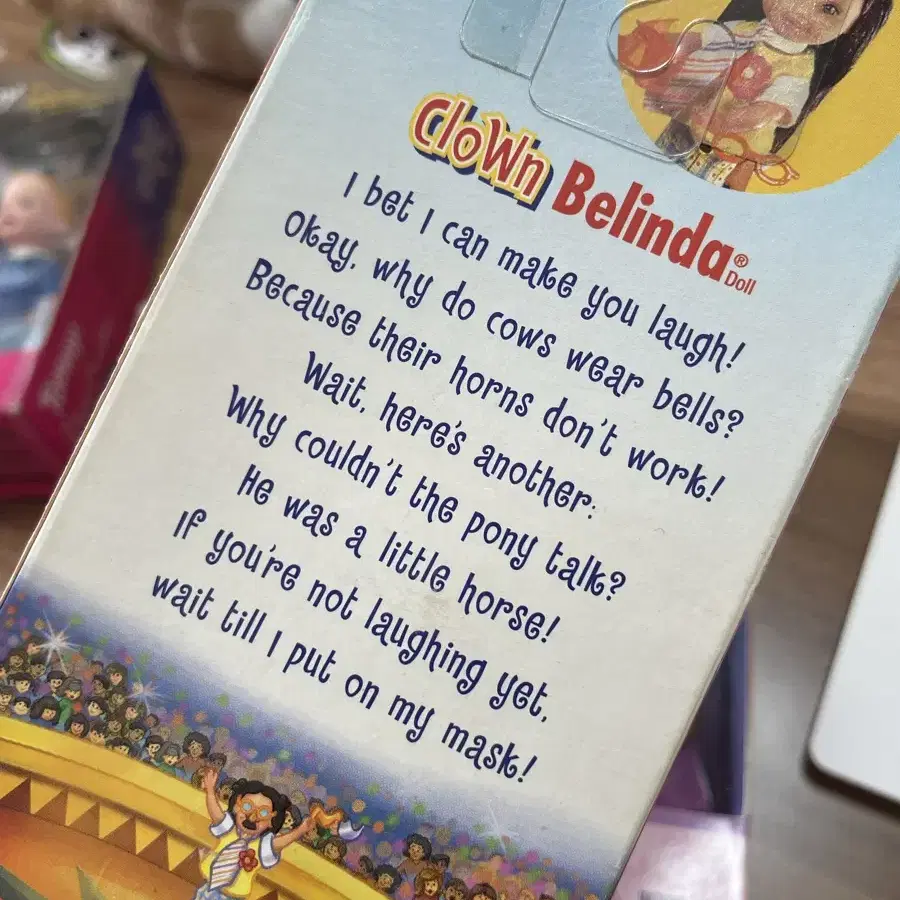 Clown Belinda® Doll
I bet I can make you laugh!
Okay, why do cows wear bells?
Because their horns don't work!
Wait, here's another:
Why couldn't the pony talk?
He was a little horse!
If you're not laughing yet,
wait till I put on my mask!